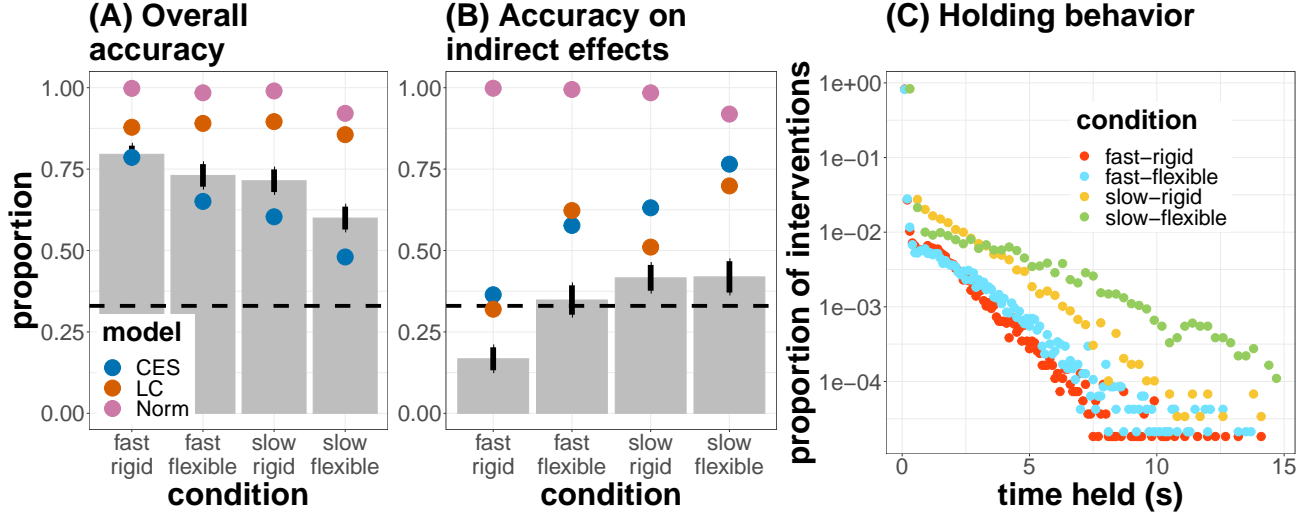 (A) Overall
accuracy
proportion
1.00
0.75
0.50
0.25
0.00
model
CES
LC
Norm
fast
rigid
fast
flexible
slow
rigid
slow
flexible
condition
(B) Accuracy on
indirect effects
1.00
0.75
0.50
0.25
0.00
fast
rigid
fast
flexible
slow
rigid
slow
flexible
condition
(C) Holding behavior
proportion of interventions
1e+00
1e−01
1e−02
1e−03
1e−04
condition
fast−rigid
fast−flexible
slow−rigid
slow−flexible
0
5
10
15
time held (s)